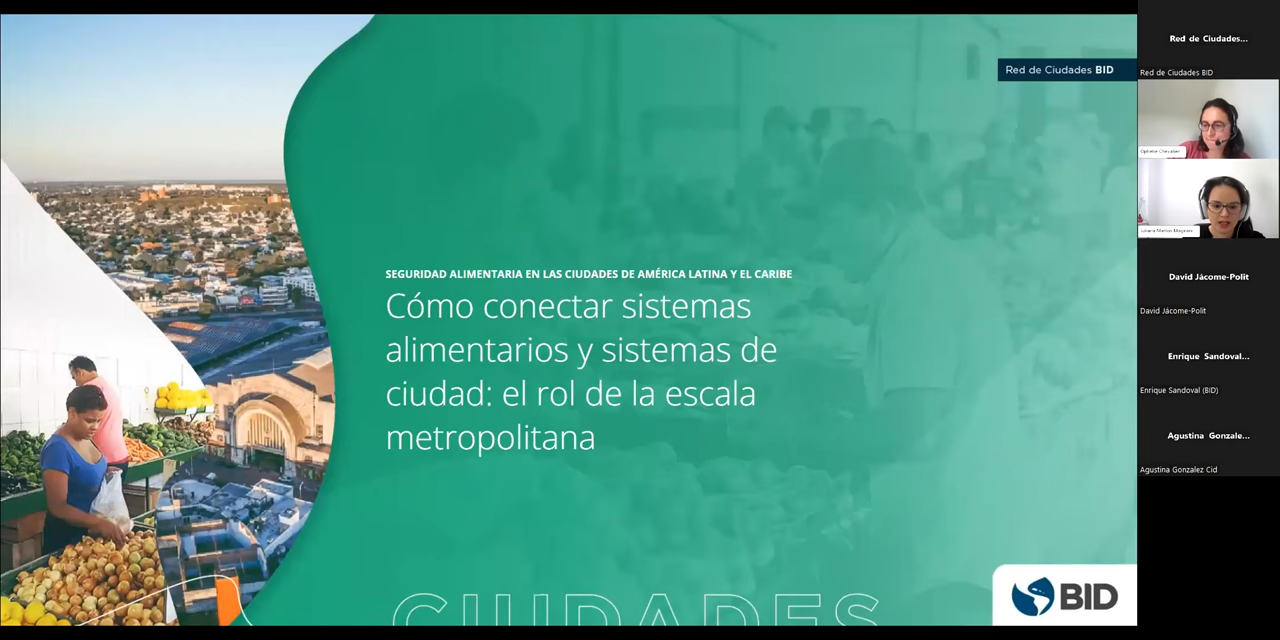 Red de Ciudades BID
SEGURIDAD ALIMENTARIA EN LAS CIUDADES DE AMÉRICA LATINA Y EL CARIBE
Cómo conectar sistemas
alimentarios y sistemas de
ciudad: el rol de la escala
metropolitana
CIUDADES
BID
Red de Ciudades...
Red de Ciudades BID
David Jácome-Polit
David Jácome-Polit
Enrique Sandoval...
Enrique Sandoval (BID)
Agustina Gonzale...
Agustina Gonzalez Cid